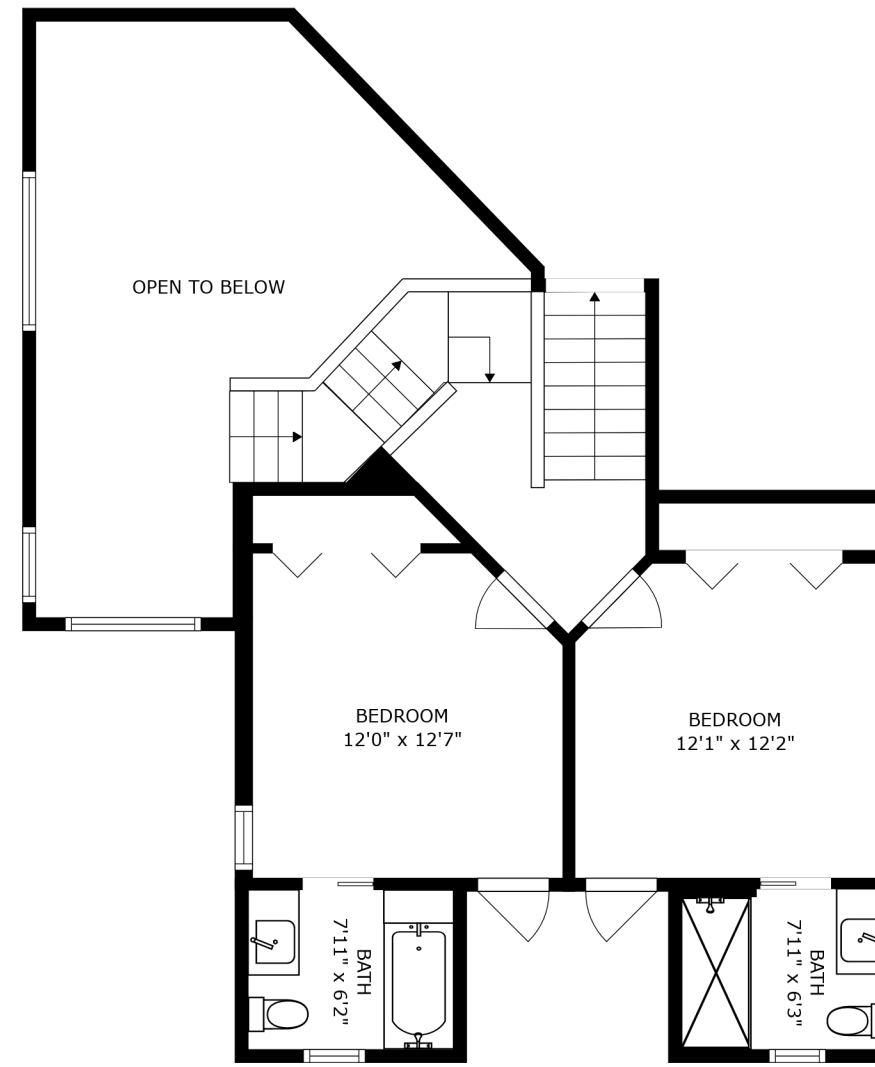 OPEN TO BELOW
BEDROOM
12'0" x 12'7"
BEDROOM
12'1" x 12'2"
BATH
7'11" x 6'2"
BATH
7'11" x 6'3"